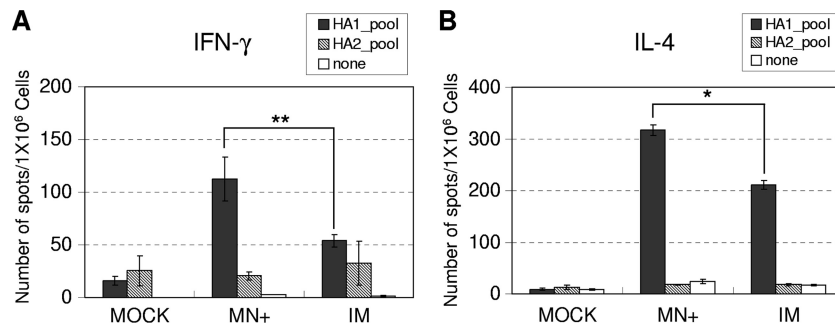 A
IFN-γ
HA1_pool
HA2_pool
none
Number of spots/1X10⁶ Cells
200
150
100
50
0
**
MOCK
MN+
IM
B
IL-4
HA1_pool
HA2_pool
none
Number of spots/1X10⁶ Cells
400
300
200
100
0
*
MOCK
MN+
IM